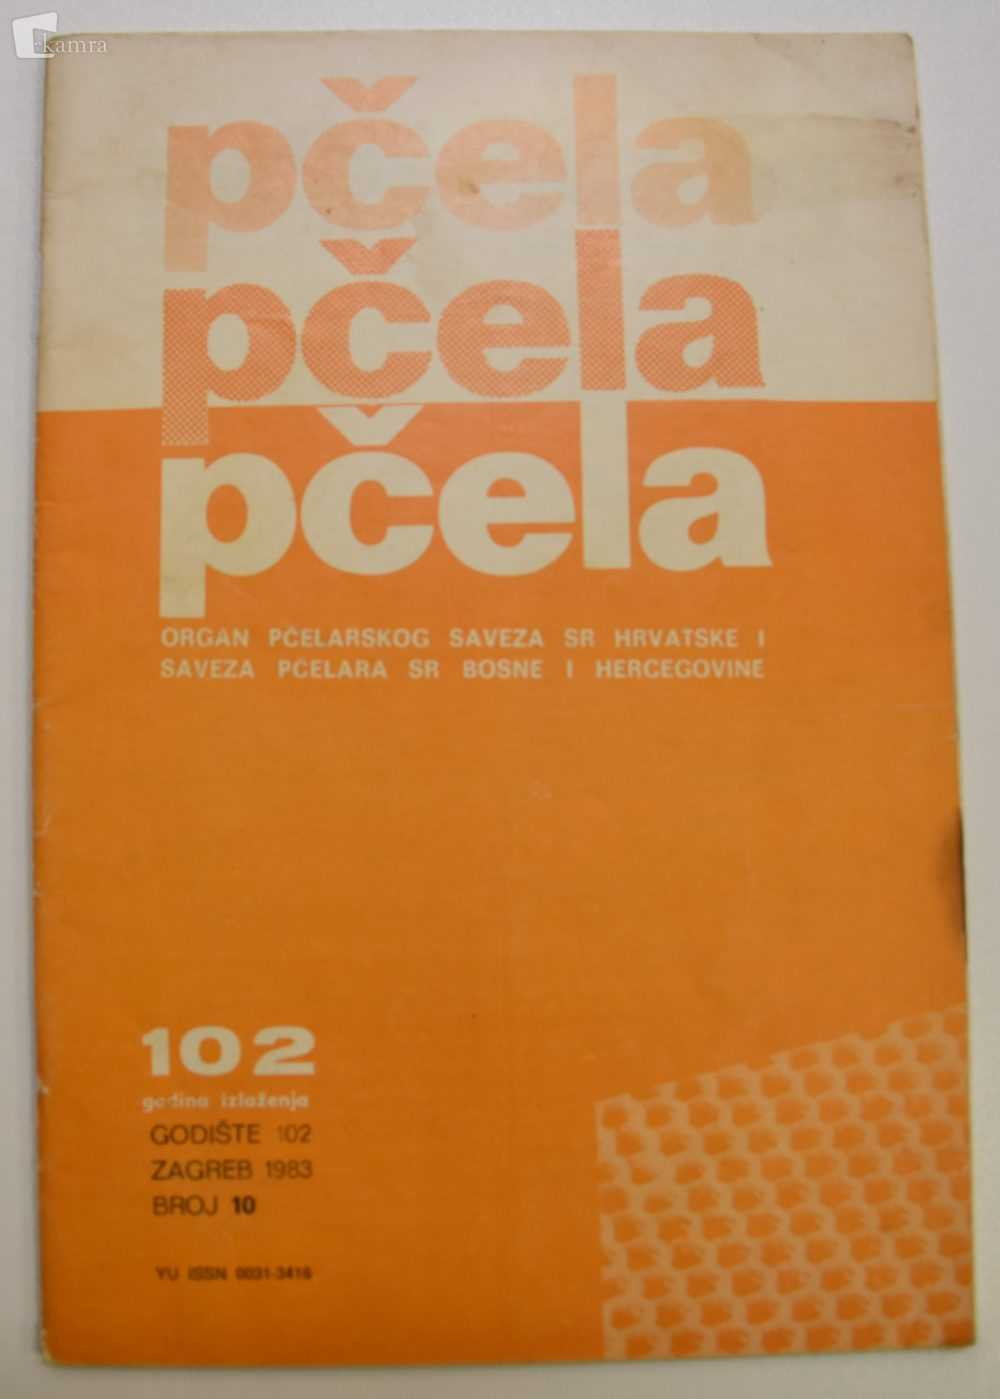 kamra
pčela
pčela
pčela
ORGAN PČELARSKOG SAVEZA SR HRVATSKE I
SAVEZA PČELARA SR BOSNE I HERCEGOVINE
102
godina izlaženja
GODIŠTE 102
ZAGREB 1983
BROJ 10
YU ISSN 0031-3416